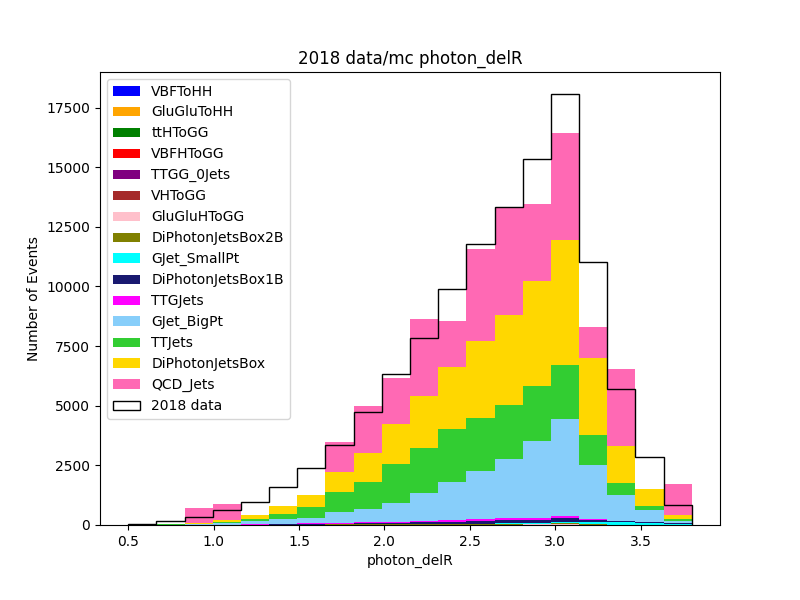 2018 data/mc photon_delR
VBFToHH
GluGluToHH
ttHToGG
VBFHToGG
TTGG_0Jets
VHToGG
GluGluHToGG
DiPhotonJetsBox2B
GJet_SmallPt
DiPhotonJetsBox1B
TTGJets
GJet_BigPt
TTJets
DiPhotonJetsBox
QCD_Jets
2018 data
Number of Events
17500
15000
12500
10000
7500
5000
2500
0
0.5 1.0 1.5 2.0 2.5 3.0 3.5
photon_delR